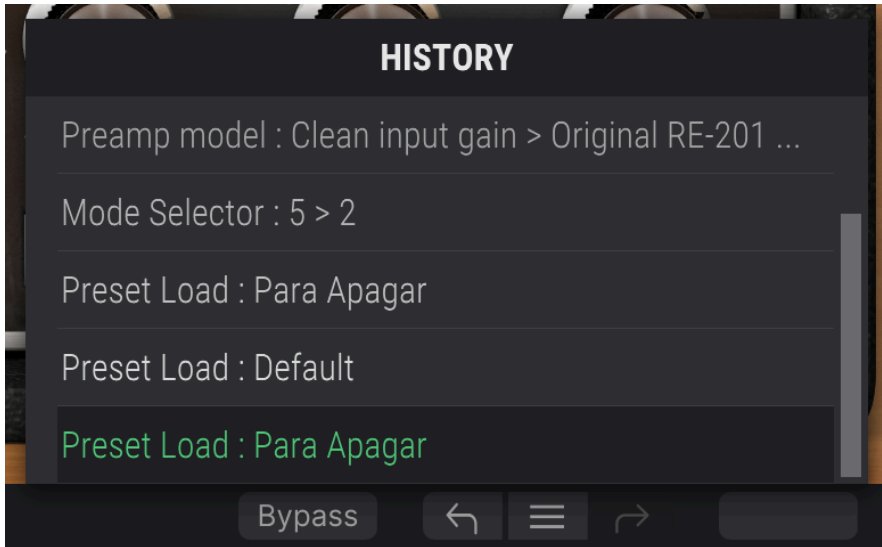 HISTORY
Preamp model : Clean input gain > Original RE-201 ...
Mode Selector : 5 > 2
Preset Load : Para Apagar
Preset Load : Default
Preset Load : Para Apagar
Bypass